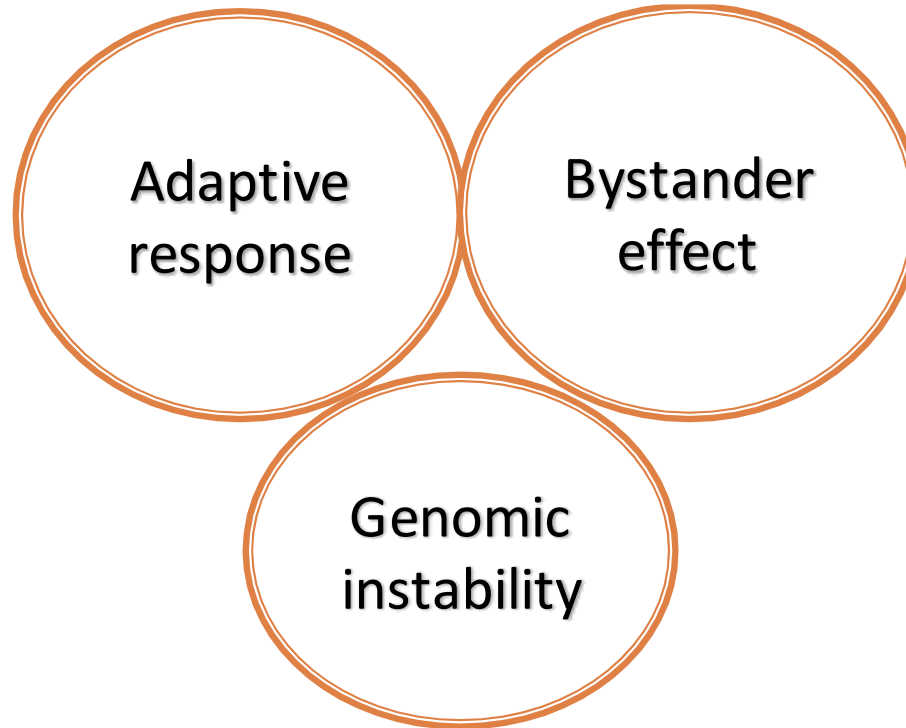 Adaptive
response
Bystander
effect
Genomic
instability